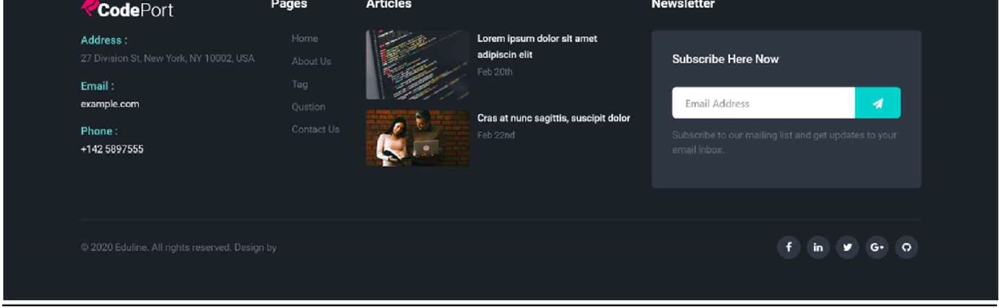 CodePort
Address :
27 Division St, New York, NY 10002, USA
Email :
example.com
Phone :
+142 5897555
Pages
Home
About Us
Tag
Qustion
Contact Us
Articles
Lorem ipsum dolor sit amet
adipiscin elit
Feb 20th
Cras at nunc sagittis, suscipit dolor
Feb 22nd
Newsletter
Subscribe Here Now
Email Address
Subscribe to our mailing list and get updates to your
email inbox.
© 2020 Eduline. All rights reserved. Design by
f in G+